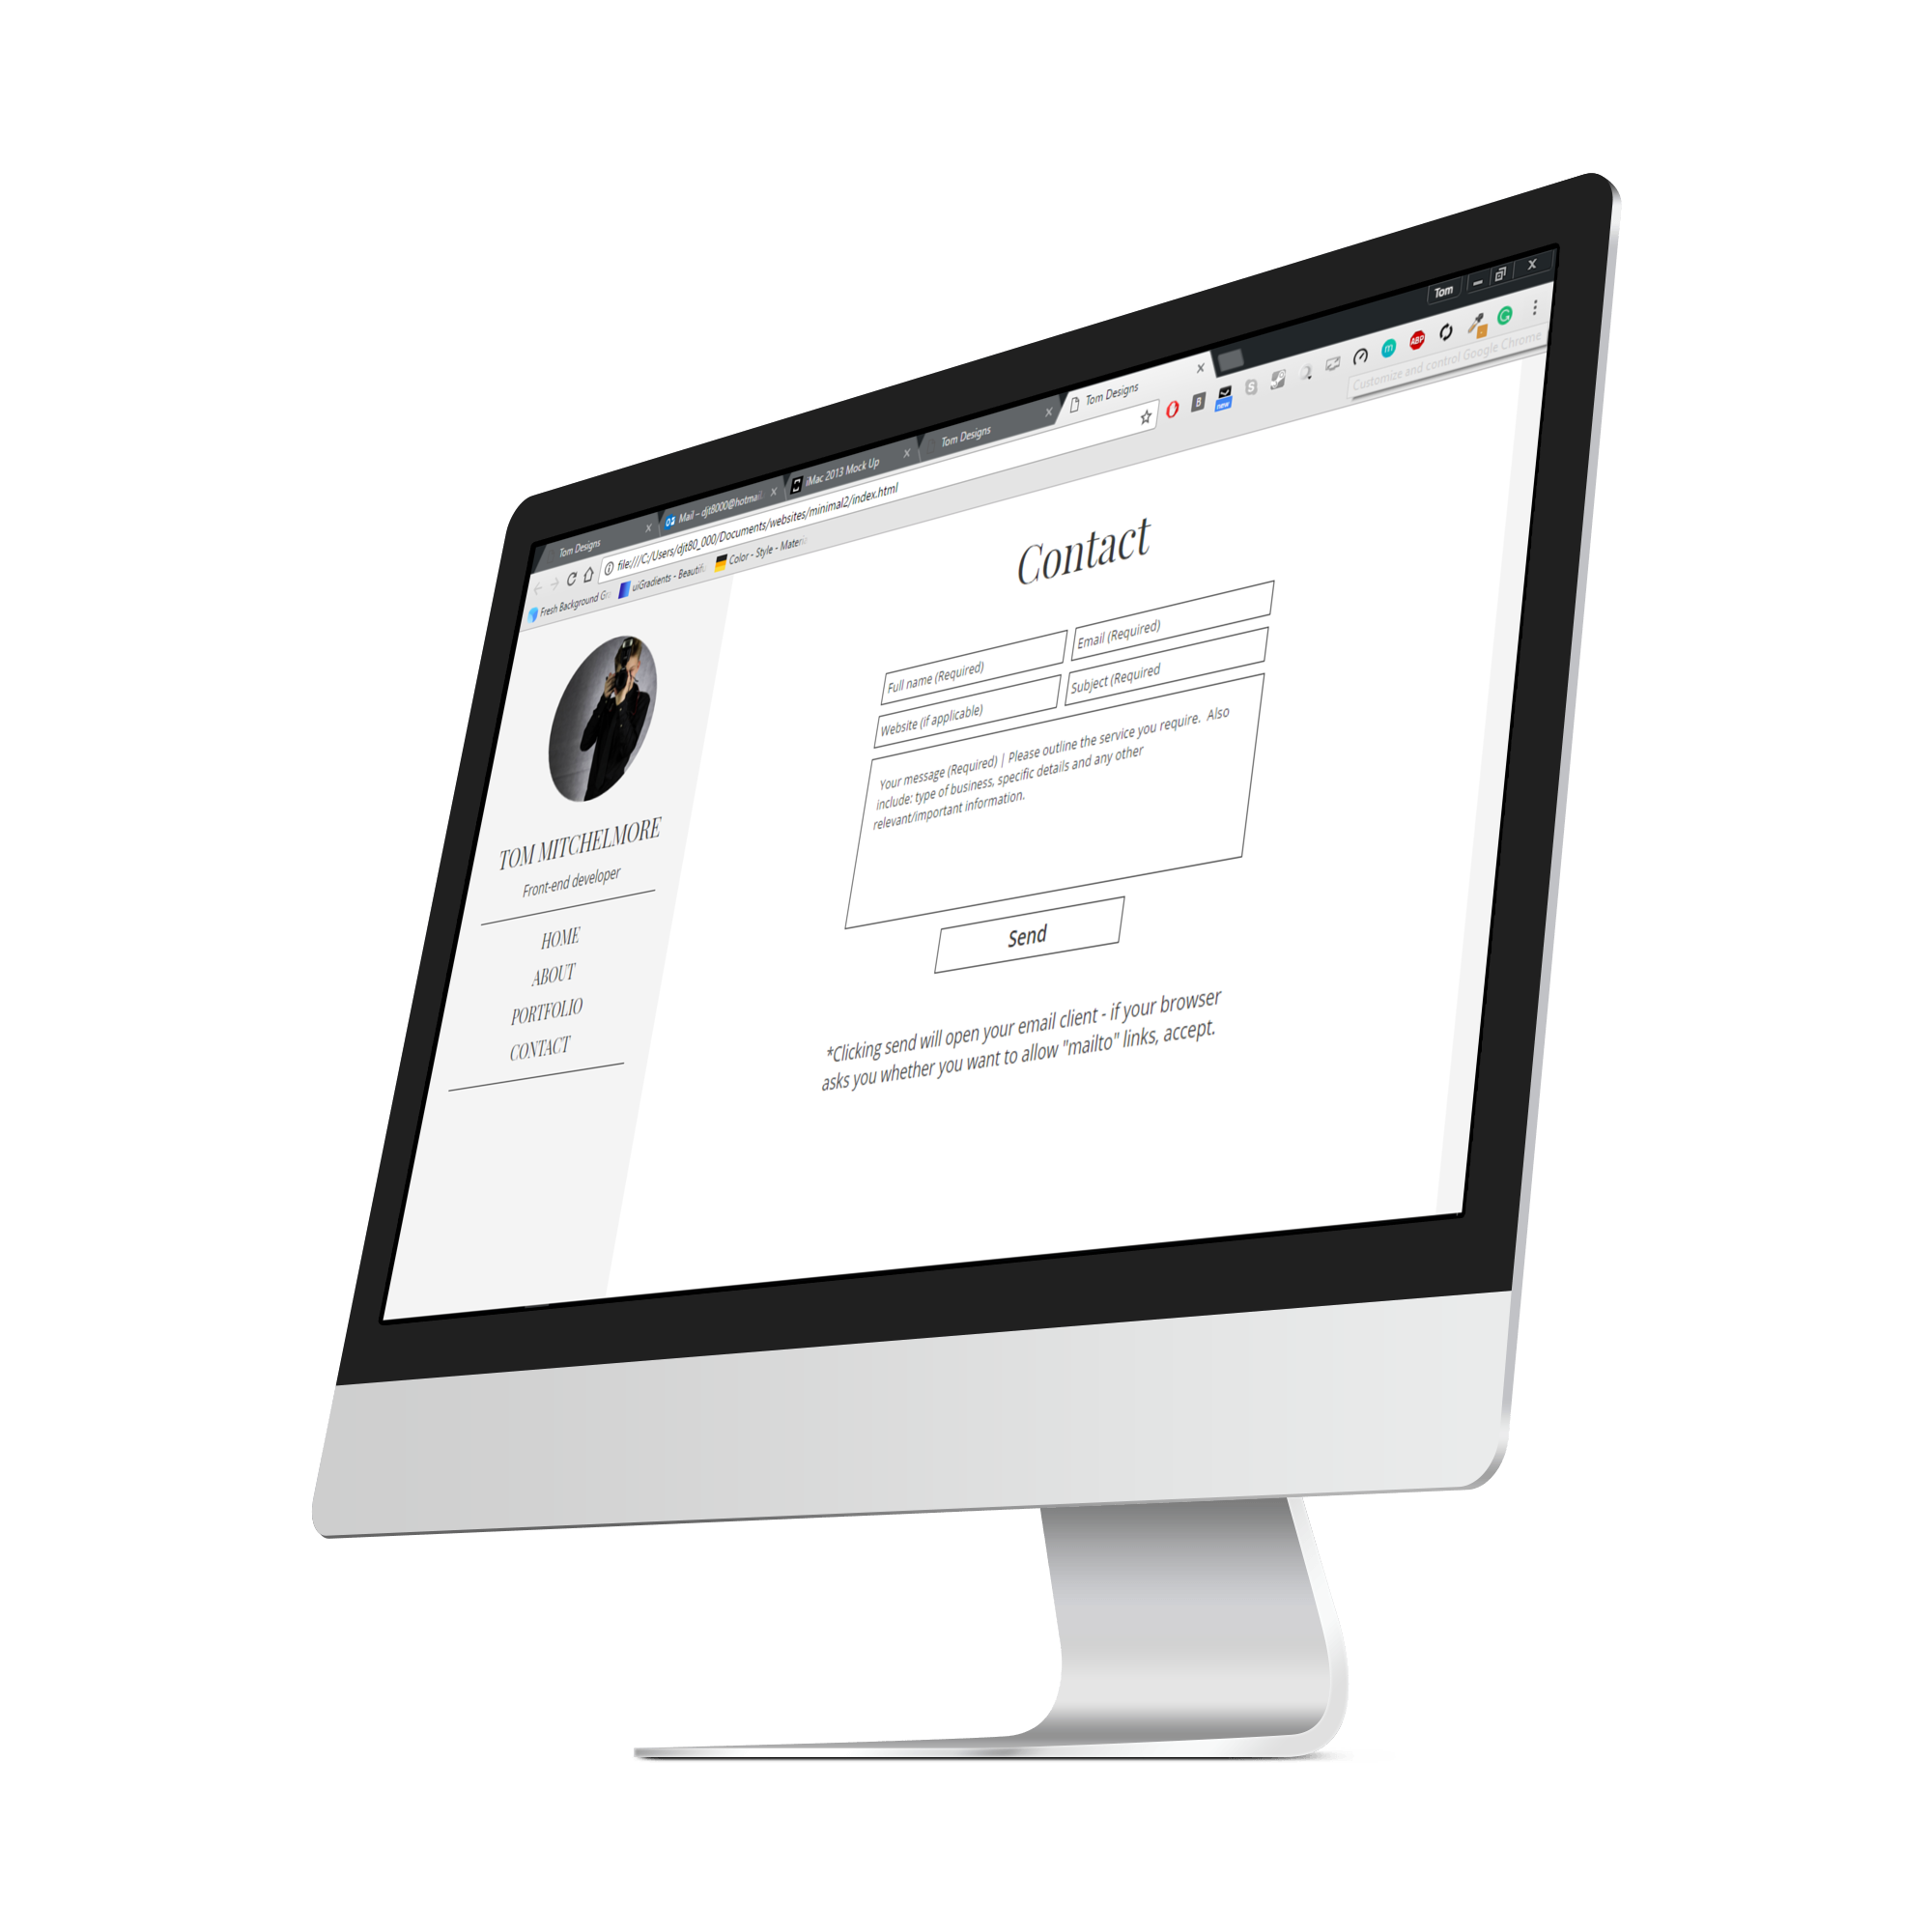 Tom
Tom Designs
Mail – djt8000@hotmail
iMac 2013 Mock Up
Tom Designs
Tom Designs
file:///C:/Users/djt80_000/Documents/websites/minimal2/index.html
B
new
S
m
ABP
G
Customize and control Google Chrome
Fresh Background Gr
uiGradients - Beautifu
Color - Style - Materi
TOM MITCHELMORE
Front-end developer
HOME
ABOUT
PORTFOLIO
CONTACT
Contact
Full name (Required)
Email (Required)
Website (if applicable)
Subject (Required
Your message (Required) | Please outline the service you require.  Also
include: type of business, specific details and any other
relevant/important information.
Send
*Clicking send will open your email client - if your browser
asks you whether you want to allow "mailto" links, accept.